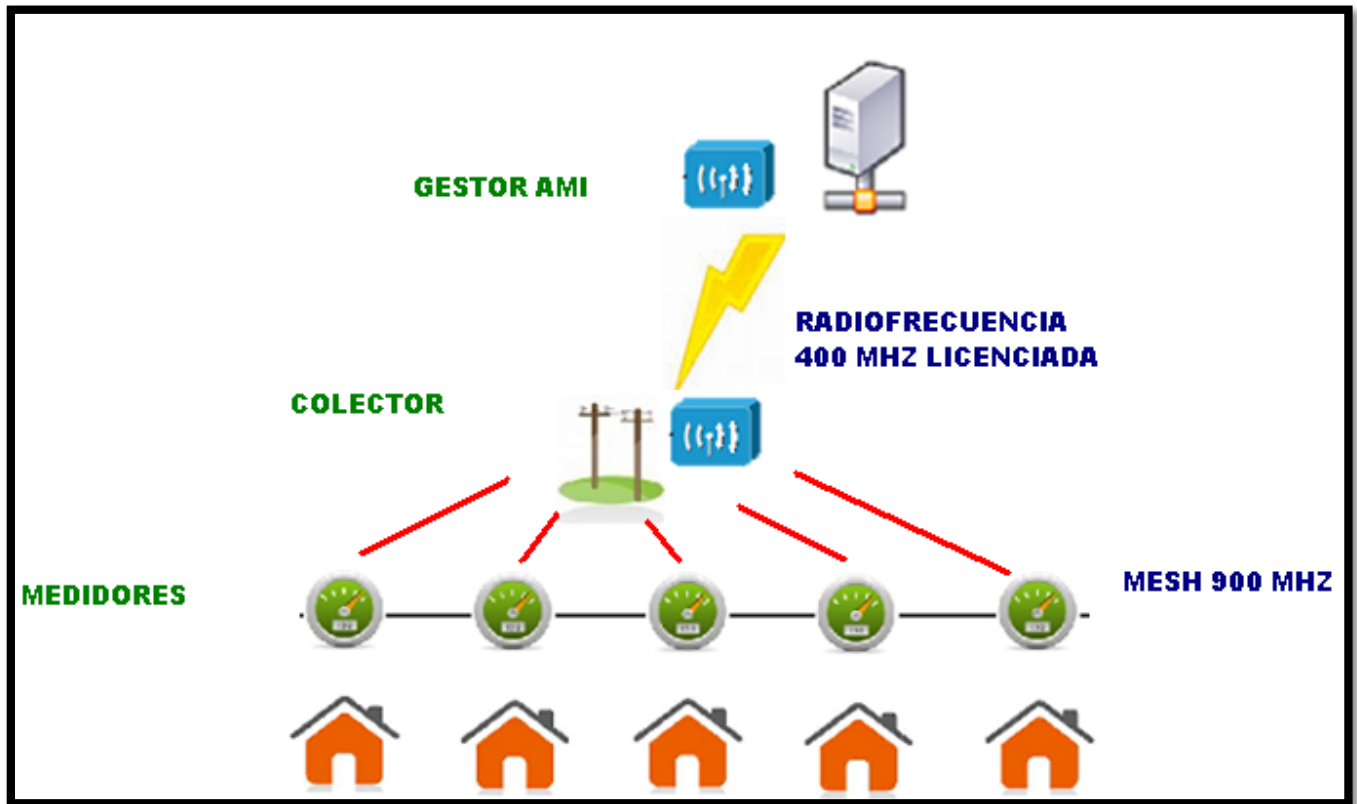 GESTOR AMI
RADIOFRECUENCIA
400 MHZ LICENCIADA
COLECTOR
MEDIDORES
MESH 900 MHZ